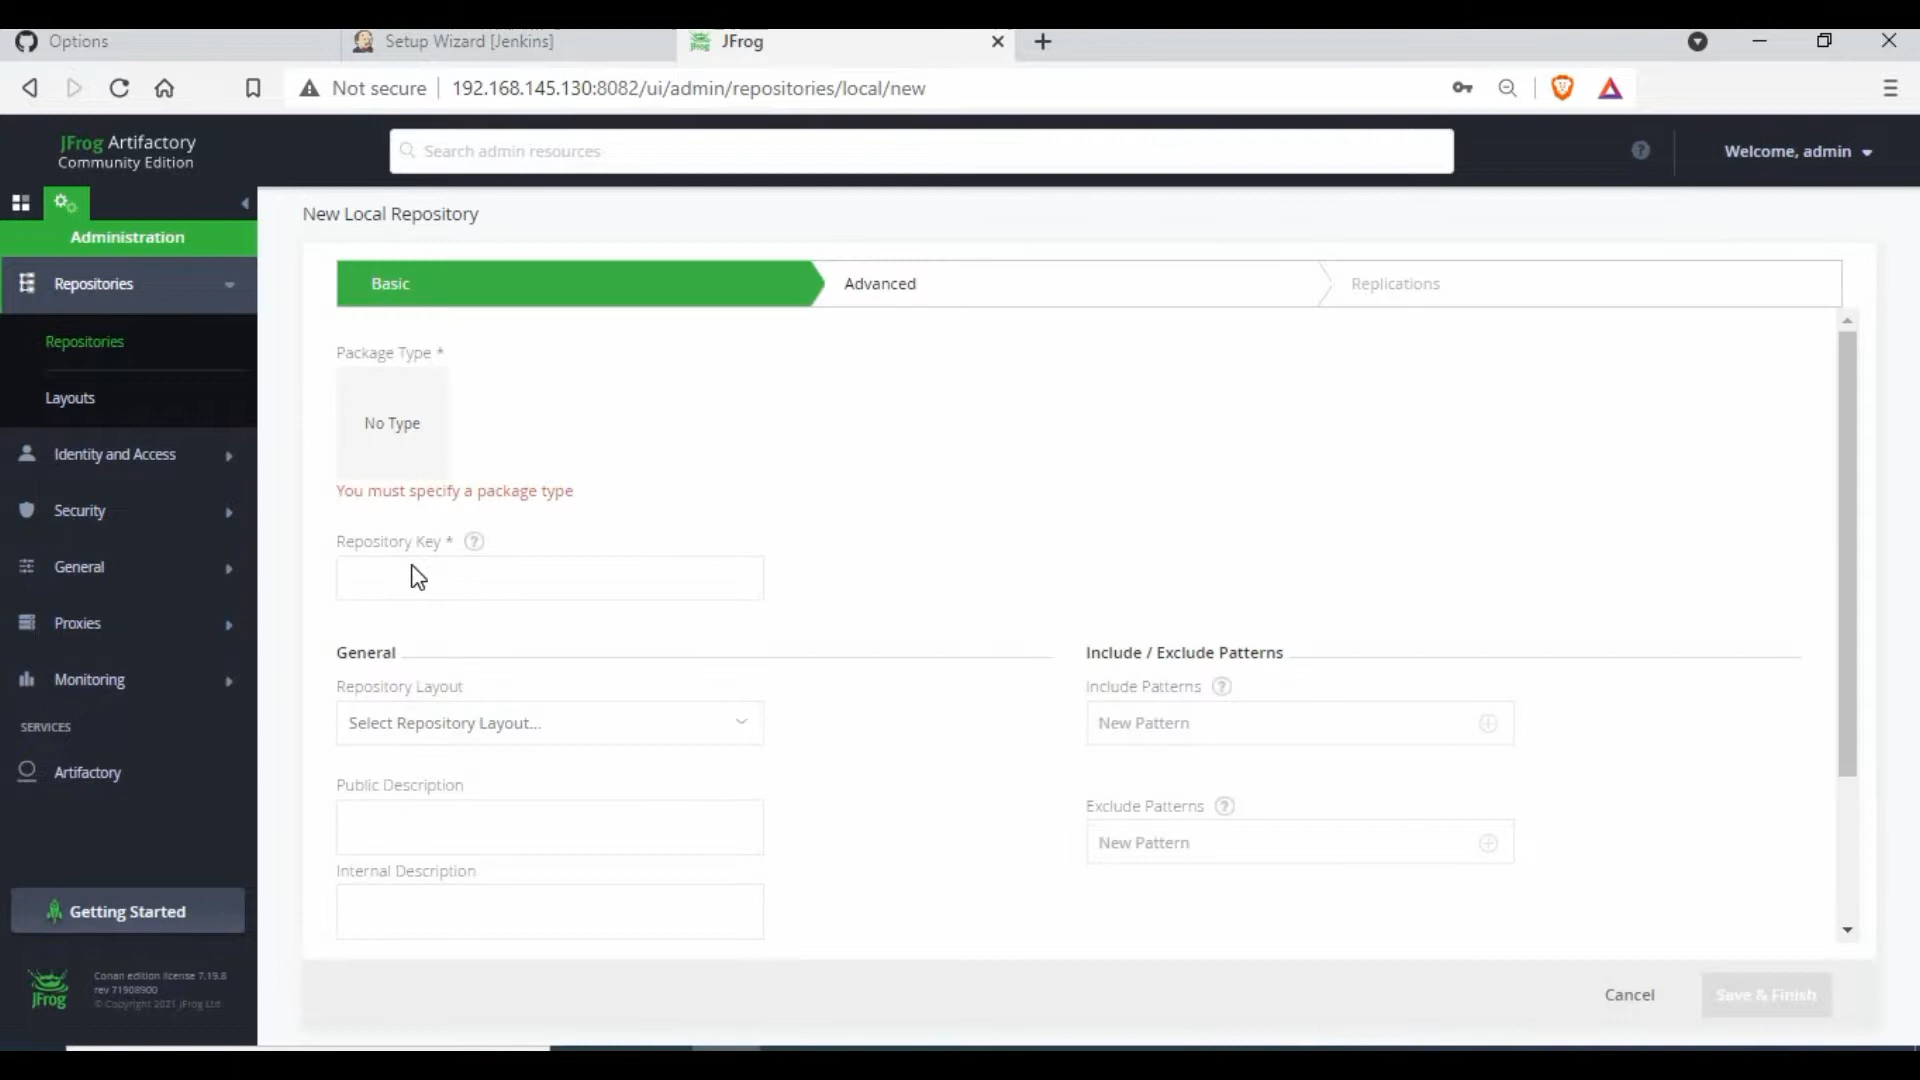 Options
Setup Wizard [Jenkins]
JFrog
Not secure
192.168.145.130:8082/ui/admin/repositories/local/new
JFrog Artifactory
Community Edition
Search admin resources
?
Welcome, admin
Administration
Repositories
Repositories
Layouts
Identity and Access
Security
General
Proxies
Monitoring
SERVICES
Artifactory
Getting Started
JFrog
Conan edition license 7.19.8
rev 71908900
© Copyright 2021 JFrog Ltd
New Local Repository
Basic
Advanced
Replications
Package Type *
No Type
You must specify a package type
Repository Key * ?
General
Repository Layout
Select Repository Layout...
Public Description
Internal Description
Include / Exclude Patterns
Include Patterns ?
New Pattern
Exclude Patterns ?
New Pattern
Cancel
Save & Finish